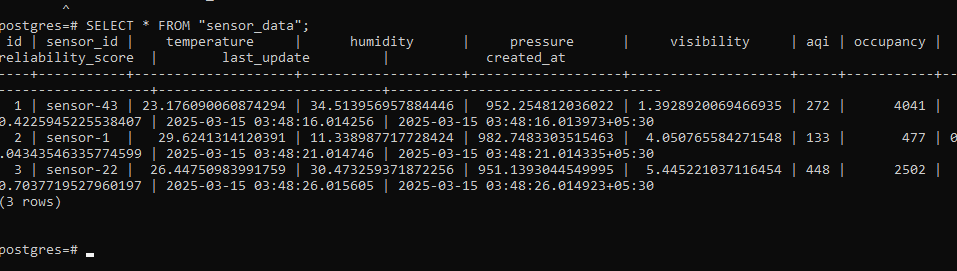 ^
postgres=# SELECT * FROM "sensor_data";
id | sensor_id | temperature | humidity | pressure | visibility | aqi | occupancy |
reliability_score | last_update | created_at
----+-----------+--------------------+--------------------+-------------------+--------------------+-----+-----------+--
-------------------+----------------------------+----------------------------------
1 | sensor-43 | 23.176090060874294 | 34.513956957884446 | 952.254812036022 | 1.3928920069466935 | 272 | 4041 |
0.4225945225538407 | 2025-03-15 03:48:16.014256 | 2025-03-15 03:48:16.013973+05:30
2 | sensor-1 | 29.6241314120391 | 11.338987717728424 | 982.7483303515463 | 4.050765584271548 | 133 | 477 | 0
.04343546335774599 | 2025-03-15 03:48:21.014746 | 2025-03-15 03:48:21.014335+05:30
3 | sensor-22 | 26.44750983991759 | 30.473259371872256 | 951.1393044549995 | 5.445221037116454 | 448 | 2502 |
0.7037719527960197 | 2025-03-15 03:48:26.015605 | 2025-03-15 03:48:26.014923+05:30
(3 rows)
postgres=#